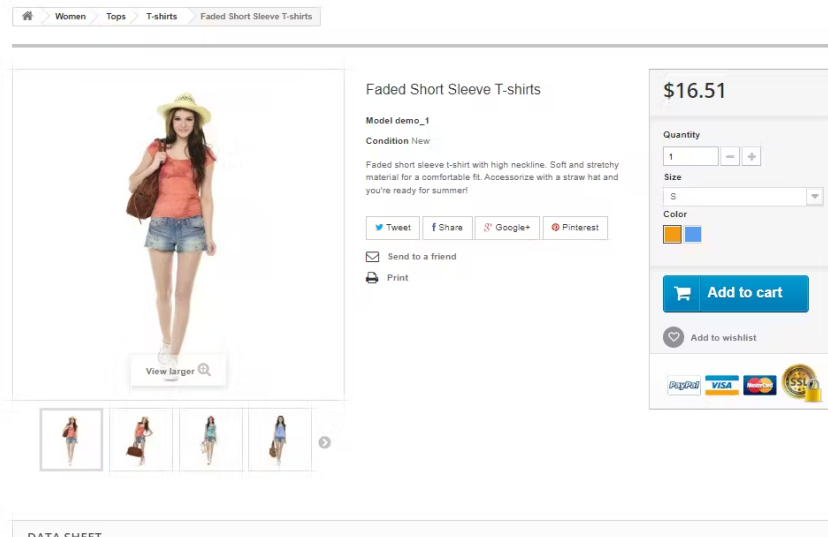 Women Tops T-shirts Faded Short Sleeve T-shirts
Faded Short Sleeve T-shirts
Model demo_1
Condition New
Faded short sleeve t-shirt with high neckline. Soft and stretchy
material for a comfortable fit. Accessorize with a straw hat and
you're ready for summer!
Tweet Share Google+ Pinterest
Send to a friend
Print
View larger
$16.51
Quantity
1
Size
S
Color
Add to cart
Add to wishlist
PayPal VISA MasterCard SSL
DATA SHEET